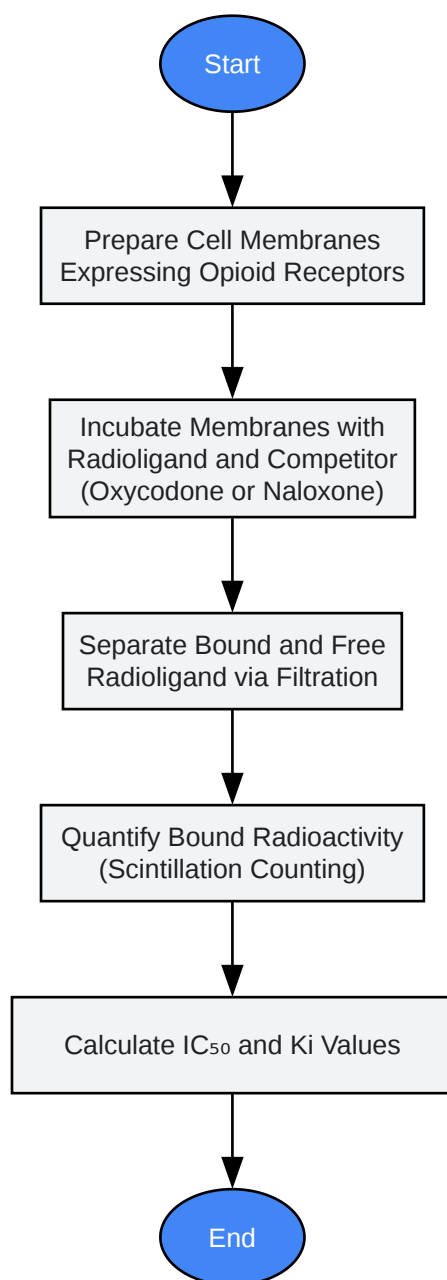 Start
Prepare Cell Membranes
Expressing Opioid Receptors
Incubate Membranes with
Radioligand and Competitor
(Oxycodone or Naloxone)
Separate Bound and Free
Radioligand via Filtration
Quantify Bound Radioactivity
(Scintillation Counting)
Calculate IC₅₀ and Ki Values
End